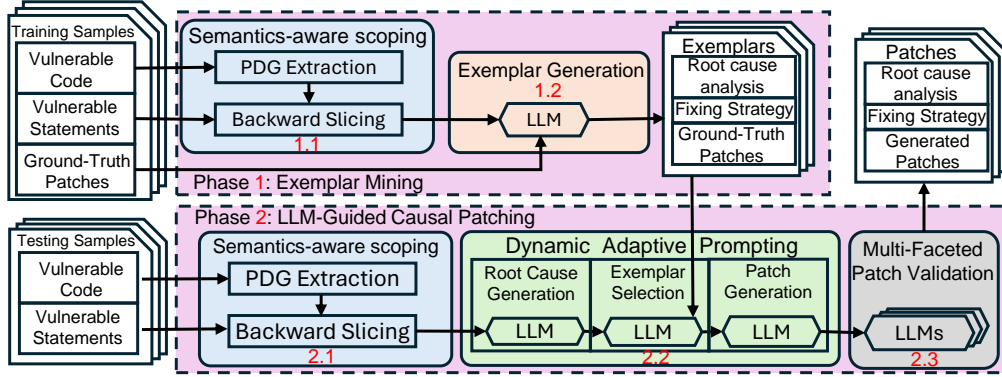 Training Samples
Vulnerable
Code
Vulnerable
Statements
Ground-Truth
Patches
Semantics-aware scoping
PDG Extraction
Backward Slicing
1.1
Exemplar Generation
1.2
LLM
Phase 1: Exemplar Mining
Exemplars
Root cause
analysis
Fixing Strategy
Ground-Truth
Patches
Patches
Root cause
analysis
Fixing Strategy
Generated
Patches
Phase 2: LLM-Guided Causal Patching
Testing Samples
Vulnerable
Code
Vulnerable
Statements
Semantics-aware scoping
PDG Extraction
Backward Slicing
2.1
Dynamic Adaptive Prompting
Root Cause
Generation
LLM
Exemplar
Selection
LLM
2.2
Patch
Generation
LLM
Multi-Faceted
Patch Validation
LLMs
2.3